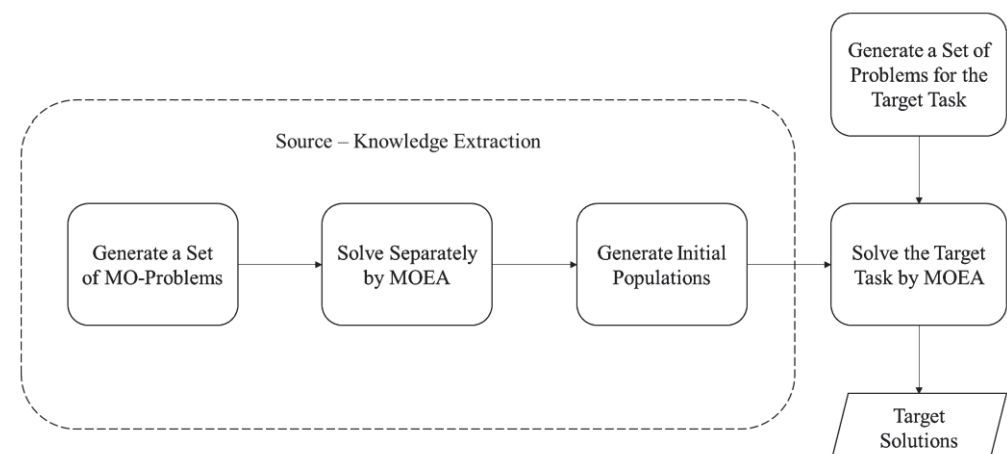 Generate a Set of
Problems for the
Target Task
Source – Knowledge Extraction
Generate a Set
of MO-Problems
Solve Separately
by MOEA
Generate Initial
Populations
Solve the Target
Task by MOEA
Target
Solutions